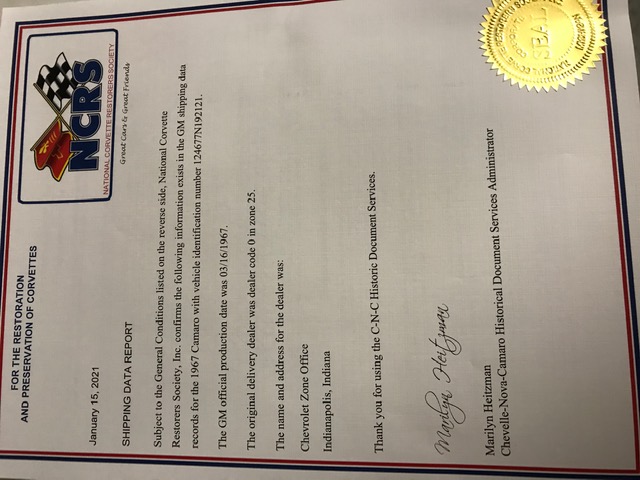 FOR THE RESTORATION
AND PRESERVATION OF CORVETTES
NCRS
NATIONAL CORVETTE RESTORERS SOCIETY
Great Cars & Great Friends
January 15, 2021
SHIPPING DATA REPORT
Subject to the General Conditions listed on the reverse side, National Corvette
Restorers Society, Inc. confirms the following information exists in the GM shipping data
records for the 1967 Camaro with vehicle identification number 124677N192121.
The GM official production date was 03/16/1967.
The original delivery dealer was dealer code 0 in zone 25.
The name and address for the dealer was:
Chevrolet Zone Office
Indianapolis, Indiana
Thank you for using the C-N-C Historic Document Services.
Marilyn Heitzman
Marilyn Heitzman
Chevelle-Nova-Camaro Historical Document Services Administrator
SEAL